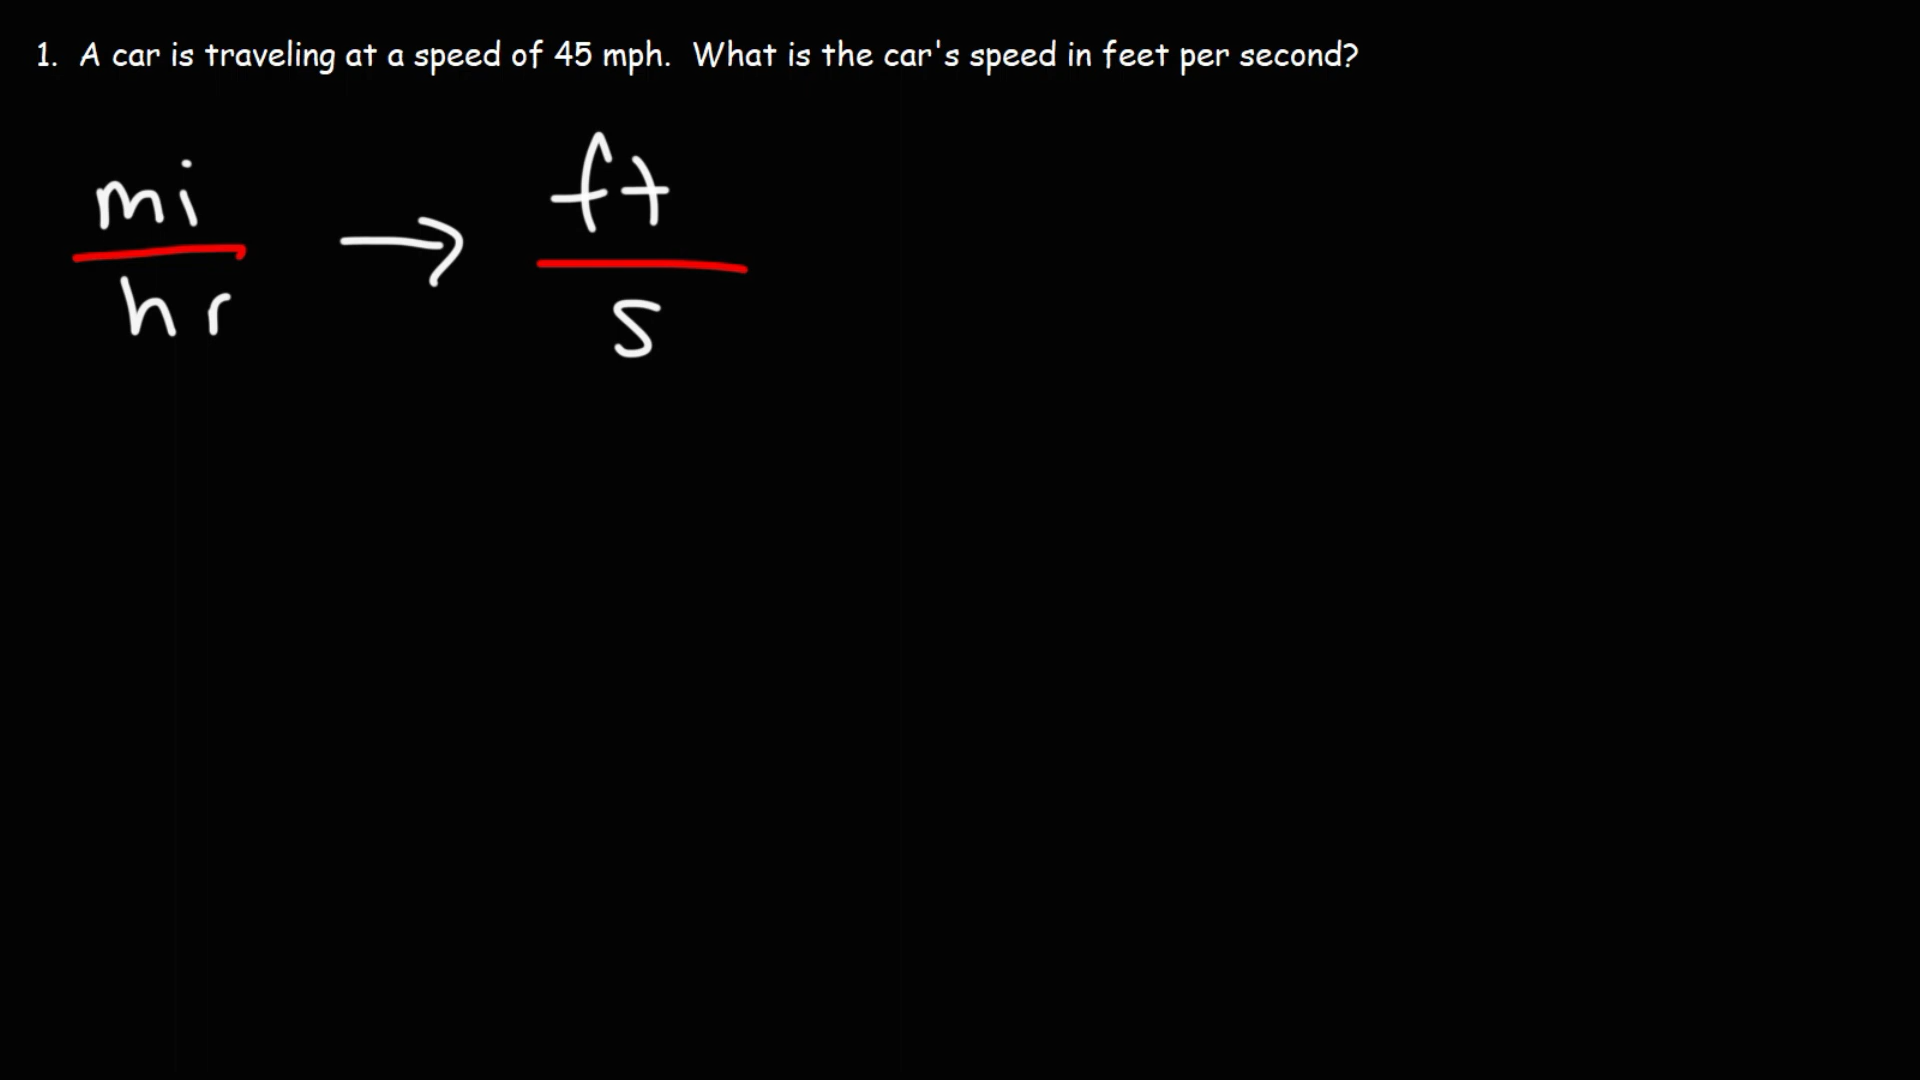 1. A car is traveling at a speed of 45 mph. What is the car's speed in feet per second?
mi
hr
→
ft
s